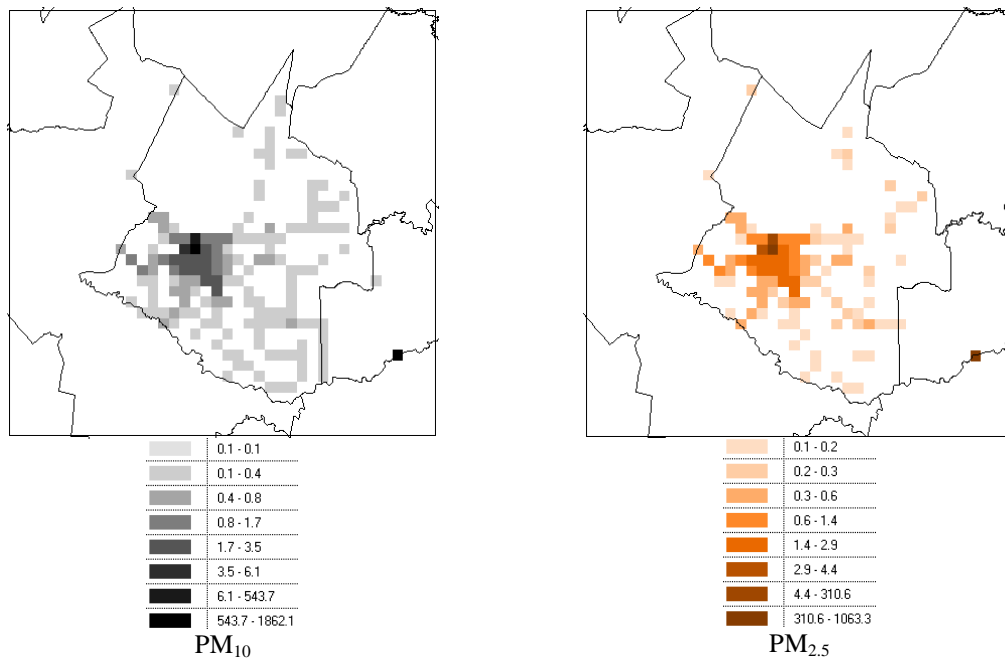 0.1 - 0.1
0.1 - 0.4
0.4 - 0.8
0.8 - 1.7
1.7 - 3.5
3.5 - 6.1
6.1 - 543.7
543.7 - 1862.1
PM10
0.1 - 0.2
0.2 - 0.3
0.3 - 0.6
0.6 - 1.4
1.4 - 2.9
2.9 - 4.4
4.4 - 310.6
310.6 - 1063.3
PM2.5